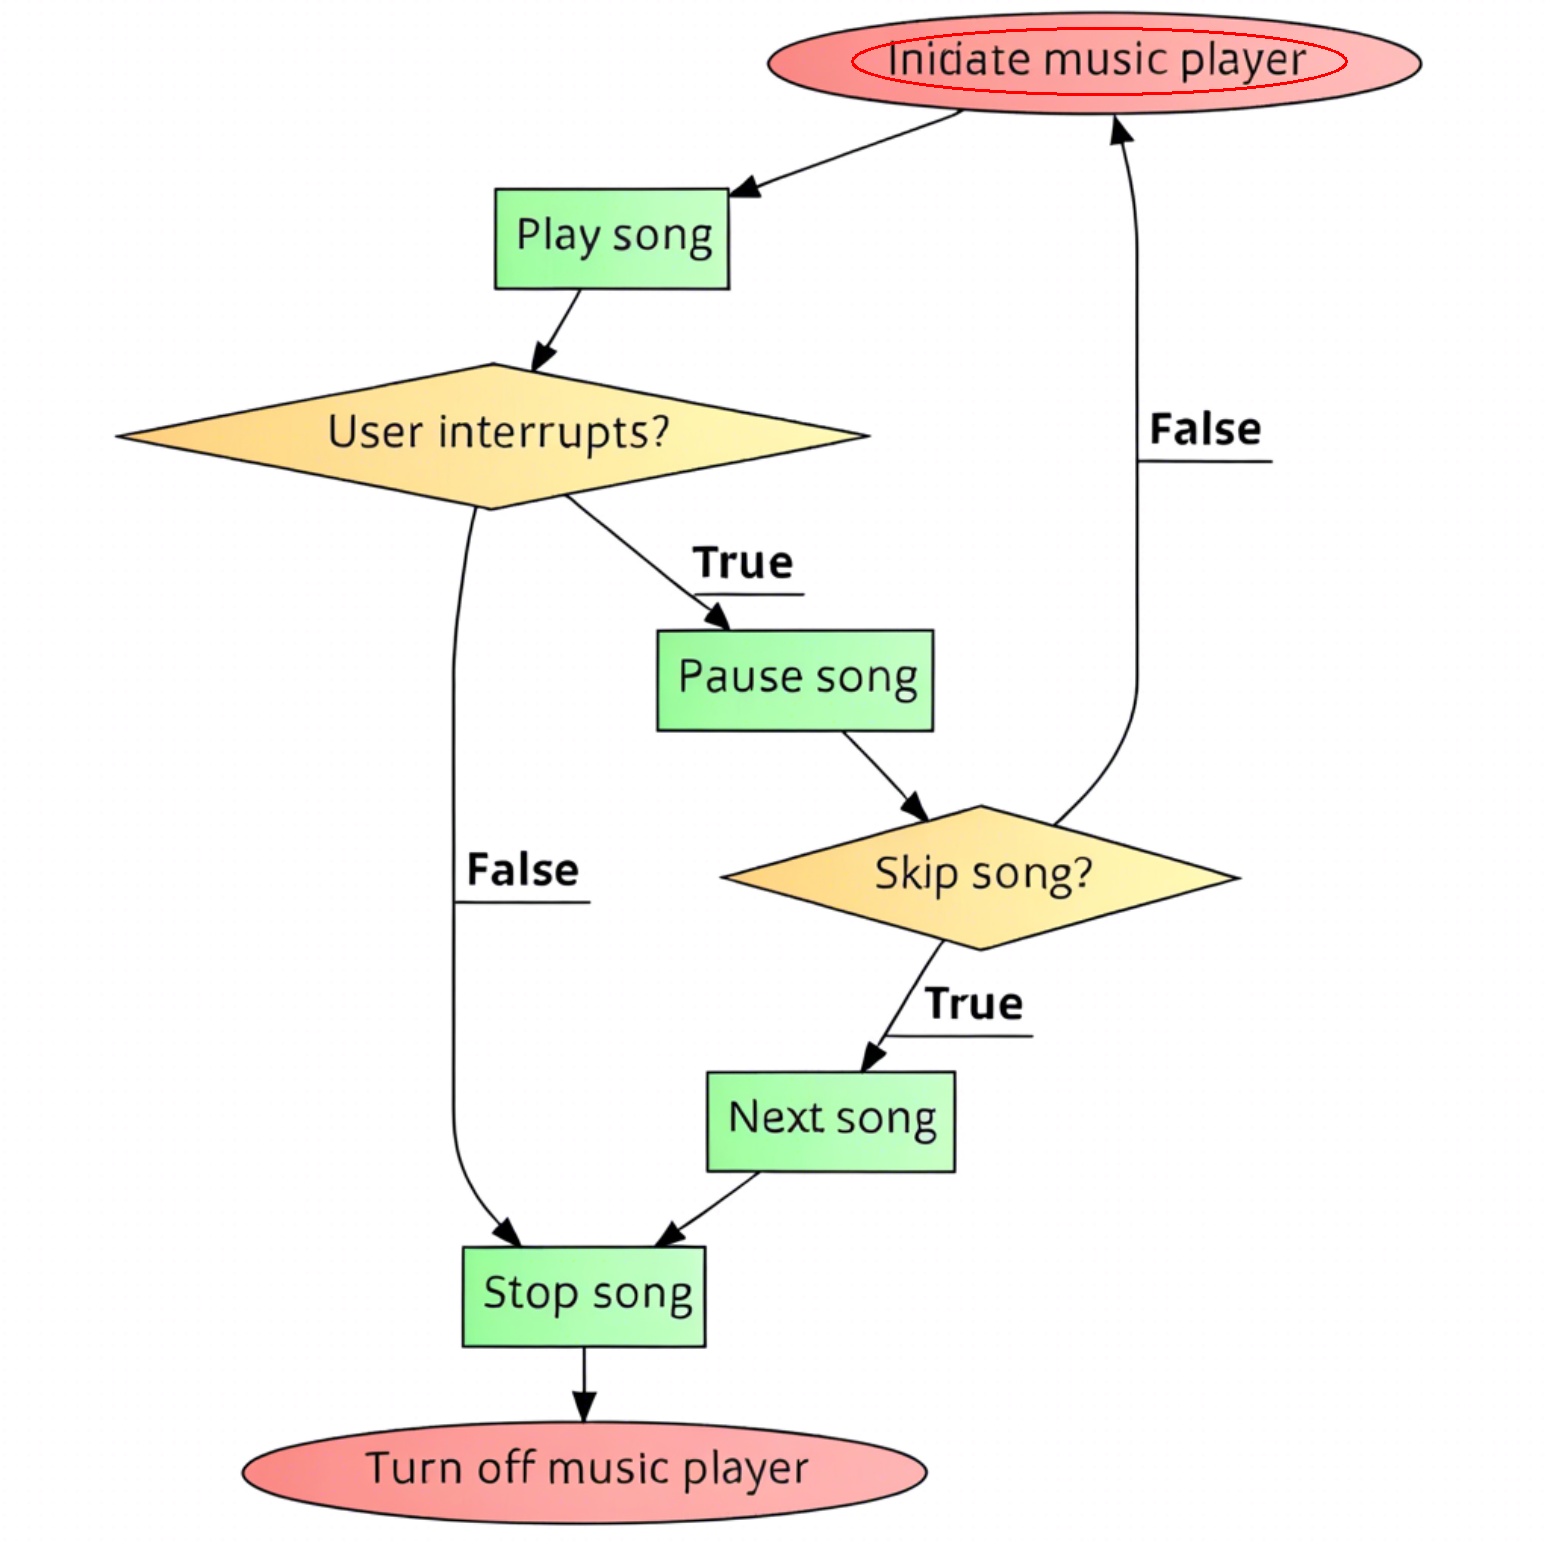 Initiate music player
Play song
User interrupts?
False
True
Pause song
False
Skip song?
True
Next song
Stop song
Turn off music player